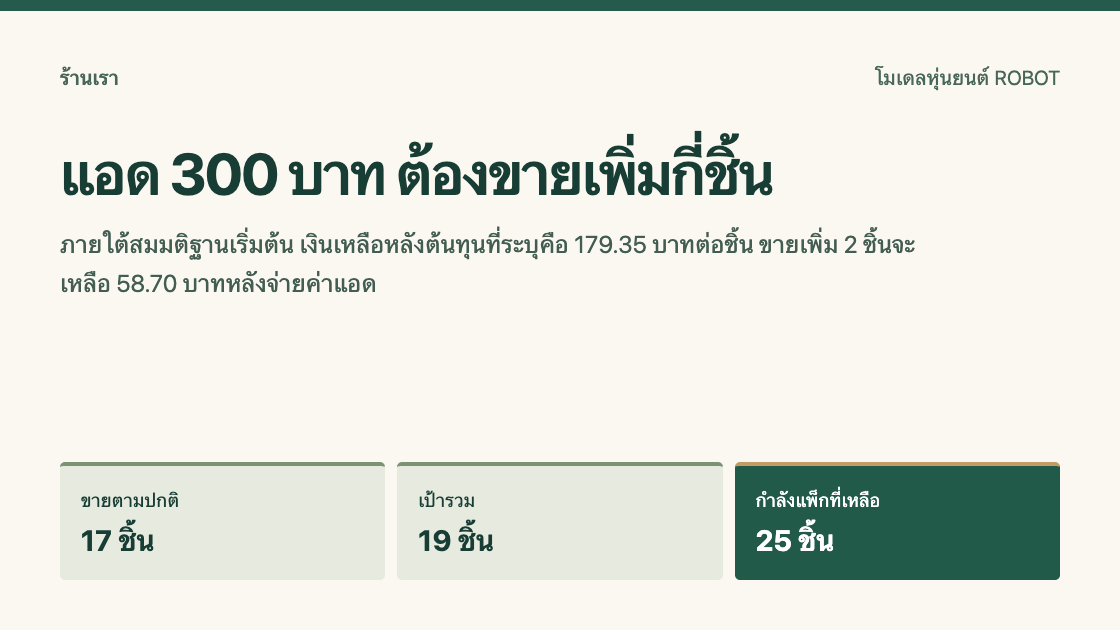 ร้านเรา
โมเดลหุ่นยนต์ ROBOT
แอด 300 บาท ต้องขายเพิ่มกี่ชิ้น
ภายใต้สมมติฐานเริ่มต้น เงินเหลือหลังต้นทุนที่ระบุคือ 179.35 บาทต่อชิ้น ขายเพิ่ม 2 ชิ้นจะ
เหลือ 58.70 บาทหลังจ่ายค่าแอด
ขายตามปกติ
17 ชิ้น
เป้ารวม
19 ชิ้น
กำลังแพ็กที่เหลือ
25 ชิ้น